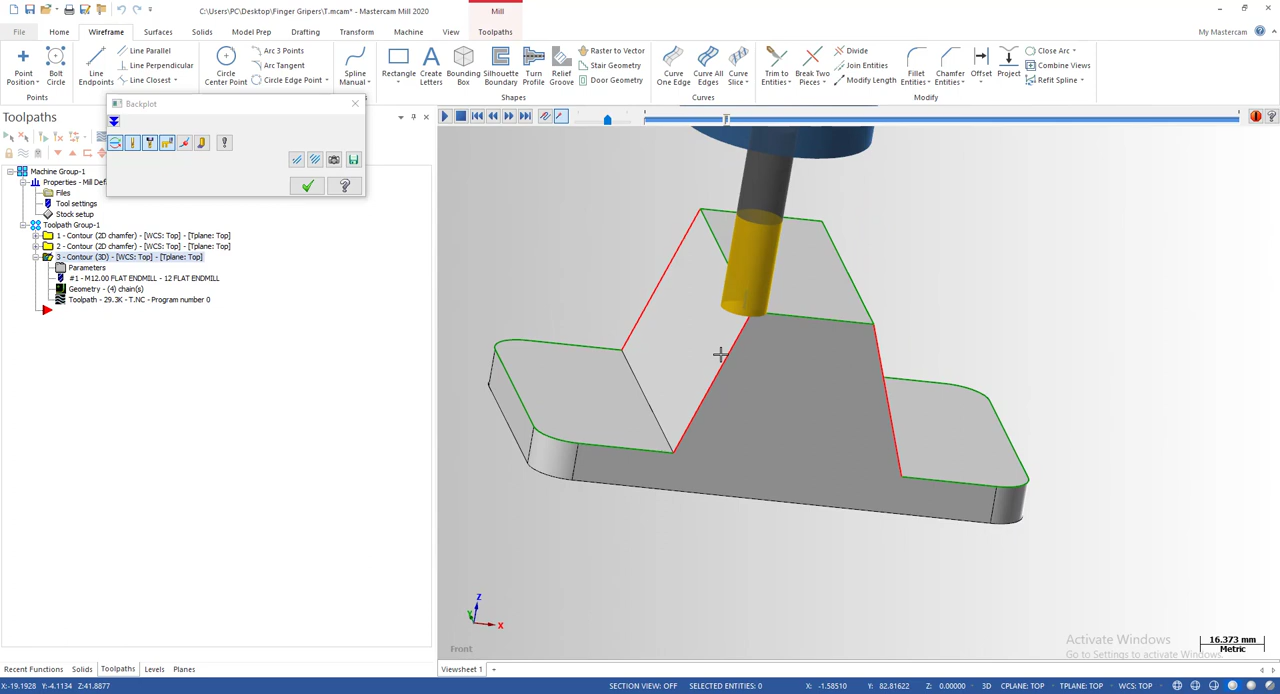 C:\Users\PC\Desktop\Finger Gripers\T.mcam* - Mastercam Mill 2020
Mill
File Home Wireframe Surfaces Solids Model Prep Drafting Transform Machine View Toolpaths My Mastercam
Point Position
Bolt Circle
Points
Line Endpoints
Line Parallel
Line Perpendicular
Line Closest
Lines
Circle Center Point
Arc 3 Points
Arc Tangent
Circle Edge Point
Spline Manual
Rectangle
Create Letters
Bounding Box
Silhouette Boundary
Turn Profile
Relief Groove
Raster to Vector
Stair Geometry
Door Geometry
Shapes
Curve One Edge
Curve All Edges
Curve Slice
Curves
Trim to Entities
Break Two Pieces
Divide
Join Entities
Modify Length
Fillet Entities
Chamfer Entities
Offset
Project
Close Arc
Combine Views
Refit Spline
Modify
Backplot
Toolpaths
Machine Group-1
Properties - Mill Def
Files
Tool settings
Stock setup
Toolpath Group-1
1 - Contour (2D chamfer) - [WCS: Top] - [Tplane: Top]
2 - Contour (2D chamfer) - [WCS: Top] - [Tplane: Top]
3 - Contour (3D) - [WCS: Top] - [Tplane: Top]
Parameters
#1 - M12.00 FLAT ENDMILL - 12 FLAT ENDMILL
Geometry - (4) chain(s)
Toolpath - 29.3K - T.NC - Program number 0
Z
Y
X
Front
Activate Windows
Go to Settings to activate Windows.
16.373 mm
Metric
Recent Functions Solids Toolpaths Levels Planes
Viewsheet 1
X:-19.1928 Y:-4.1134 Z:41.8877
SECTION VIEW: OFF SELECTED ENTITIES: 0 X: -1.58510 Y: 82.81622 Z: 0.00000 3D CPLANE: TOP TPLANE: TOP WCS: TOP